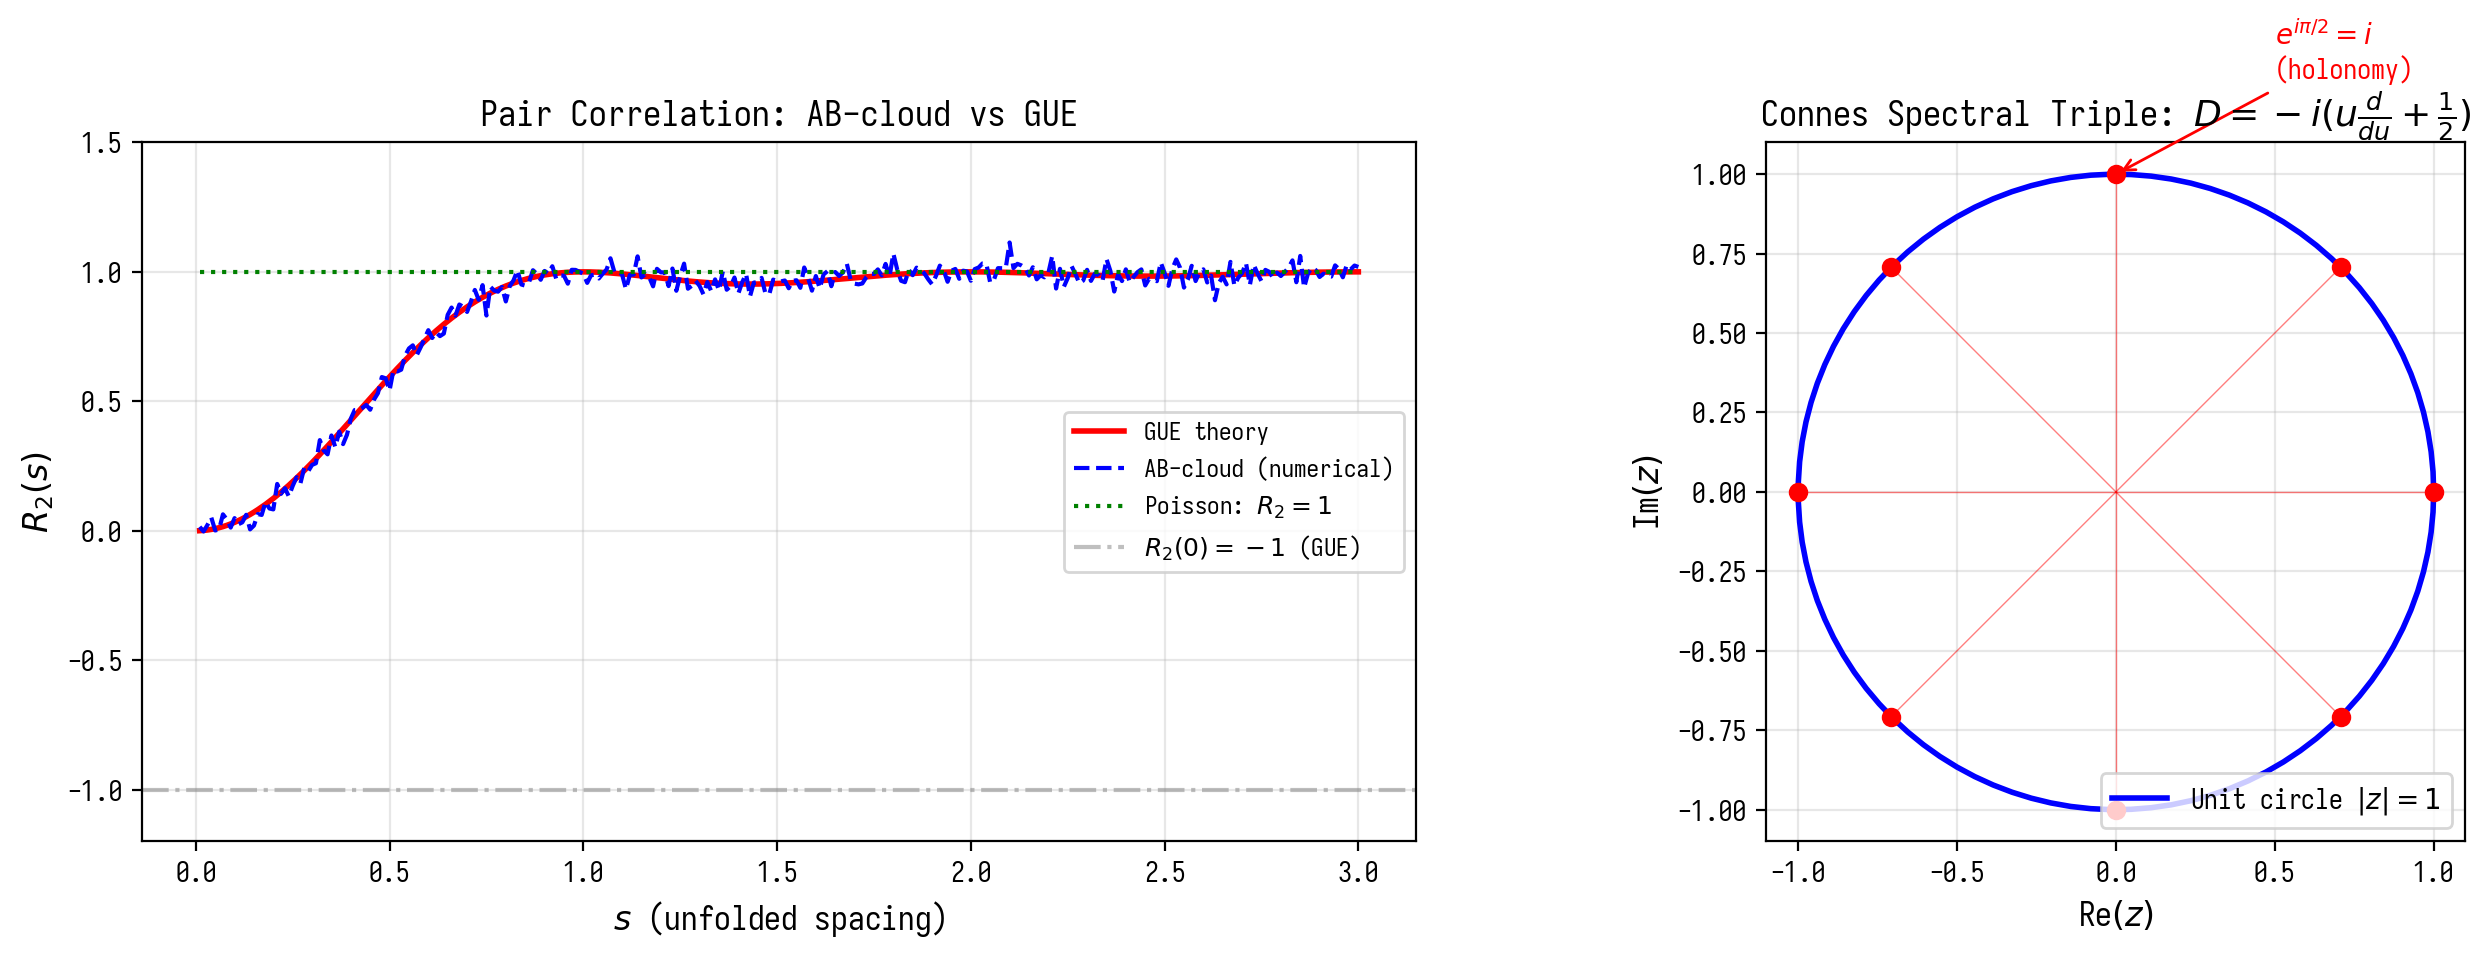 Pair Correlation: AB-cloud vs GUE
1.5
1.0
0.5
0.0
-0.5
-1.0
R₂(s)
GUE theory
AB-cloud (numerical)
Poisson: R₂ = 1
R₂(0) = −1 (GUE)
0.0 0.5 1.0 1.5 2.0 2.5 3.0
s (unfolded spacing)
e^{iπ/2} = i
(holonomy)
Connes Spectral Triple: D = −i(u d/du + 1/2)
1.00
0.75
0.50
0.25
0.00
-0.25
-0.50
-0.75
-1.00
Im(z)
Unit circle |z| = 1
-1.0 -0.5 0.0 0.5 1.0
Re(z)